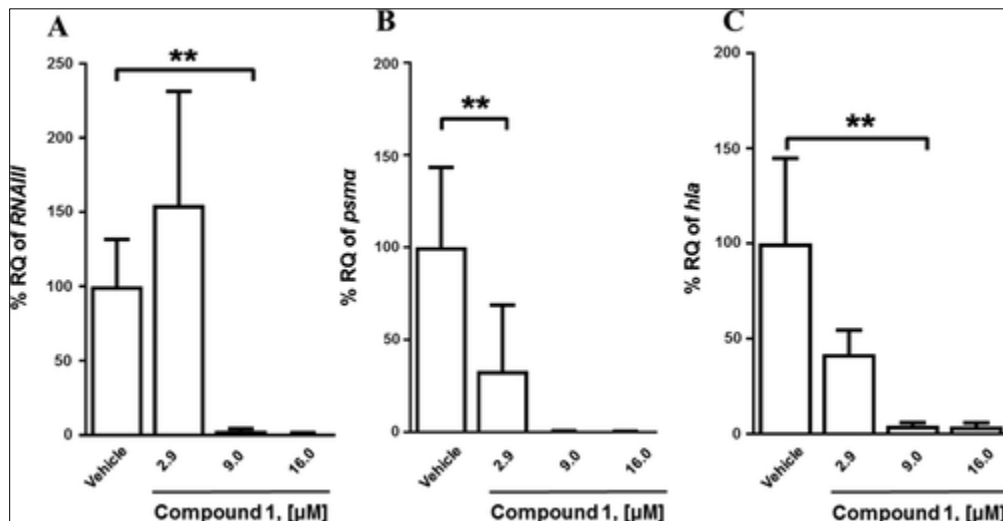 A
% RQ of RNAIII
250
200
150
100
50
0
**
Vehicle
2.9
9.0
16.0
Compound 1, [µM]
B
% RQ of psmα
200
150
100
50
0
**
Vehicle
2.9
9.0
16.0
Compound 1, [µM]
C
% RQ of hla
200
150
100
50
0
**
Vehicle
2.9
9.0
16.0
Compound 1, [µM]